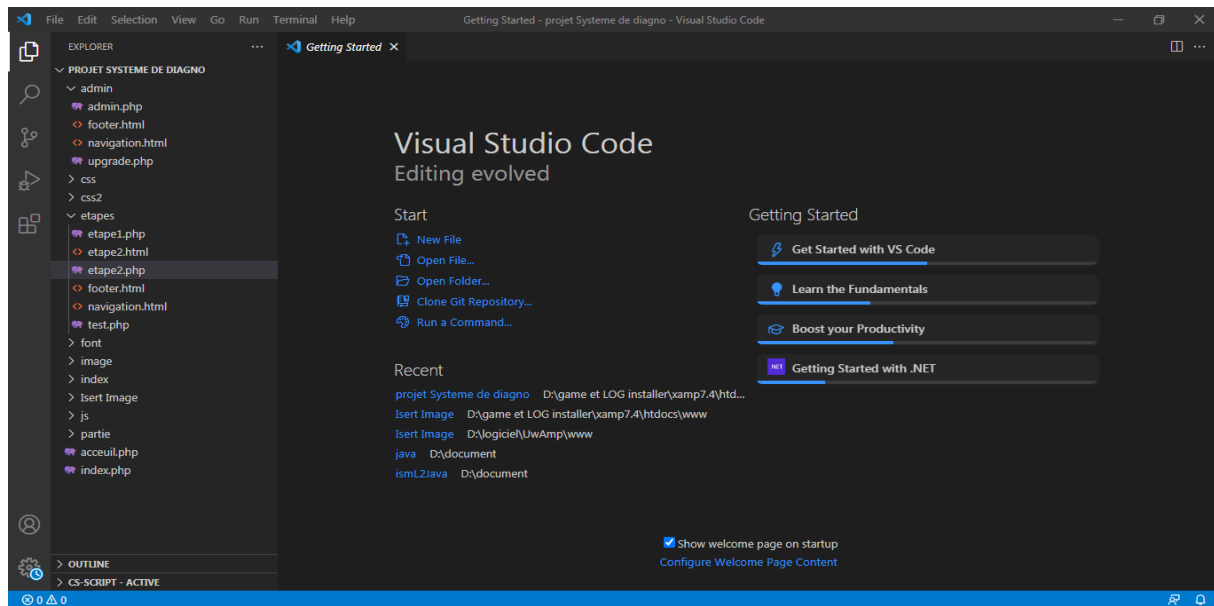 File Edit Selection View Go Run Terminal Help
Getting Started - projet Systeme de diagno - Visual Studio Code
EXPLORER
Getting Started
PROJET SYSTEME DE DIAGNO
admin
admin.php
footer.html
navigation.html
upgrade.php
css
css2
etapes
etape1.php
etape2.html
etape2.php
footer.html
navigation.html
test.php
font
image
index
Isert Image
js
partie
acceuil.php
index.php
OUTLINE
CS-SCRIPT - ACTIVE
Visual Studio Code
Editing evolved
Start
New File
Open File...
Open Folder...
Clone Git Repository...
Run a Command...
Recent
projet Systeme de diagno D:\game et LOG installer\xamp7.4\htd...
Isert Image D:\game et LOG installer\xamp7.4\htdocs\www
Isert Image D:\logiciel\UwAmp\www
java D:\document
ismL2Java D:\document
Getting Started
Get Started with VS Code
Learn the Fundamentals
Boost your Productivity
.NET Getting Started with .NET
Show welcome page on startup
Configure Welcome Page Content
0 0